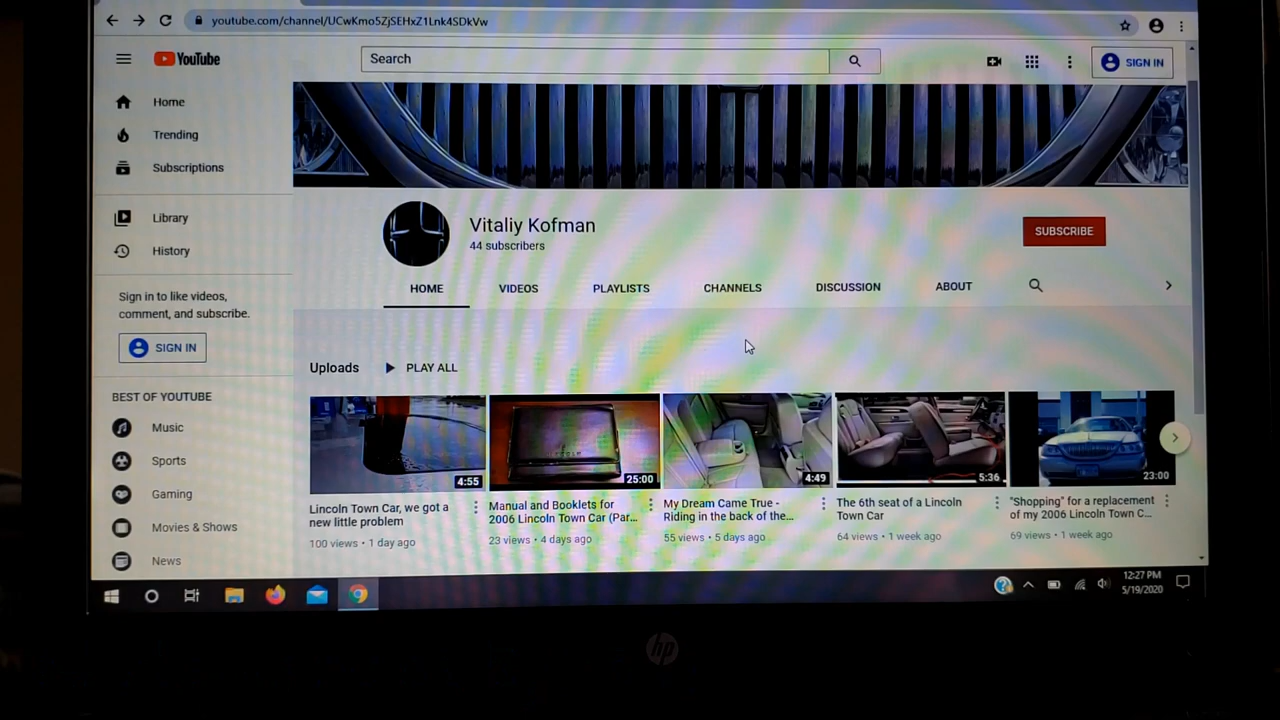 youtube.com/channel/UCwKmo5ZjSEHxZ1Lnk4SDkVw
YouTube
Search
SIGN IN
Home
Trending
Subscriptions
Library
History
Sign in to like videos,
comment, and subscribe.
SIGN IN
BEST OF YOUTUBE
Music
Sports
Gaming
Movies & Shows
News
Vitaliy Kofman
44 subscribers
SUBSCRIBE
HOME VIDEOS PLAYLISTS CHANNELS DISCUSSION ABOUT
Uploads PLAY ALL
4:55
Lincoln Town Car, we got a
new little problem
100 views • 1 day ago
25:00
Manual and Booklets for
2006 Lincoln Town Car (Par...
23 views • 4 days ago
4:49
My Dream Came True -
Riding in the back of the...
55 views • 5 days ago
5:36
The 6th seat of a Lincoln
Town Car
64 views • 1 week ago
23:00
"Shopping" for a replacement
of my 2006 Lincoln Town C...
69 views • 1 week ago
12:27 PM
5/19/2020
hp